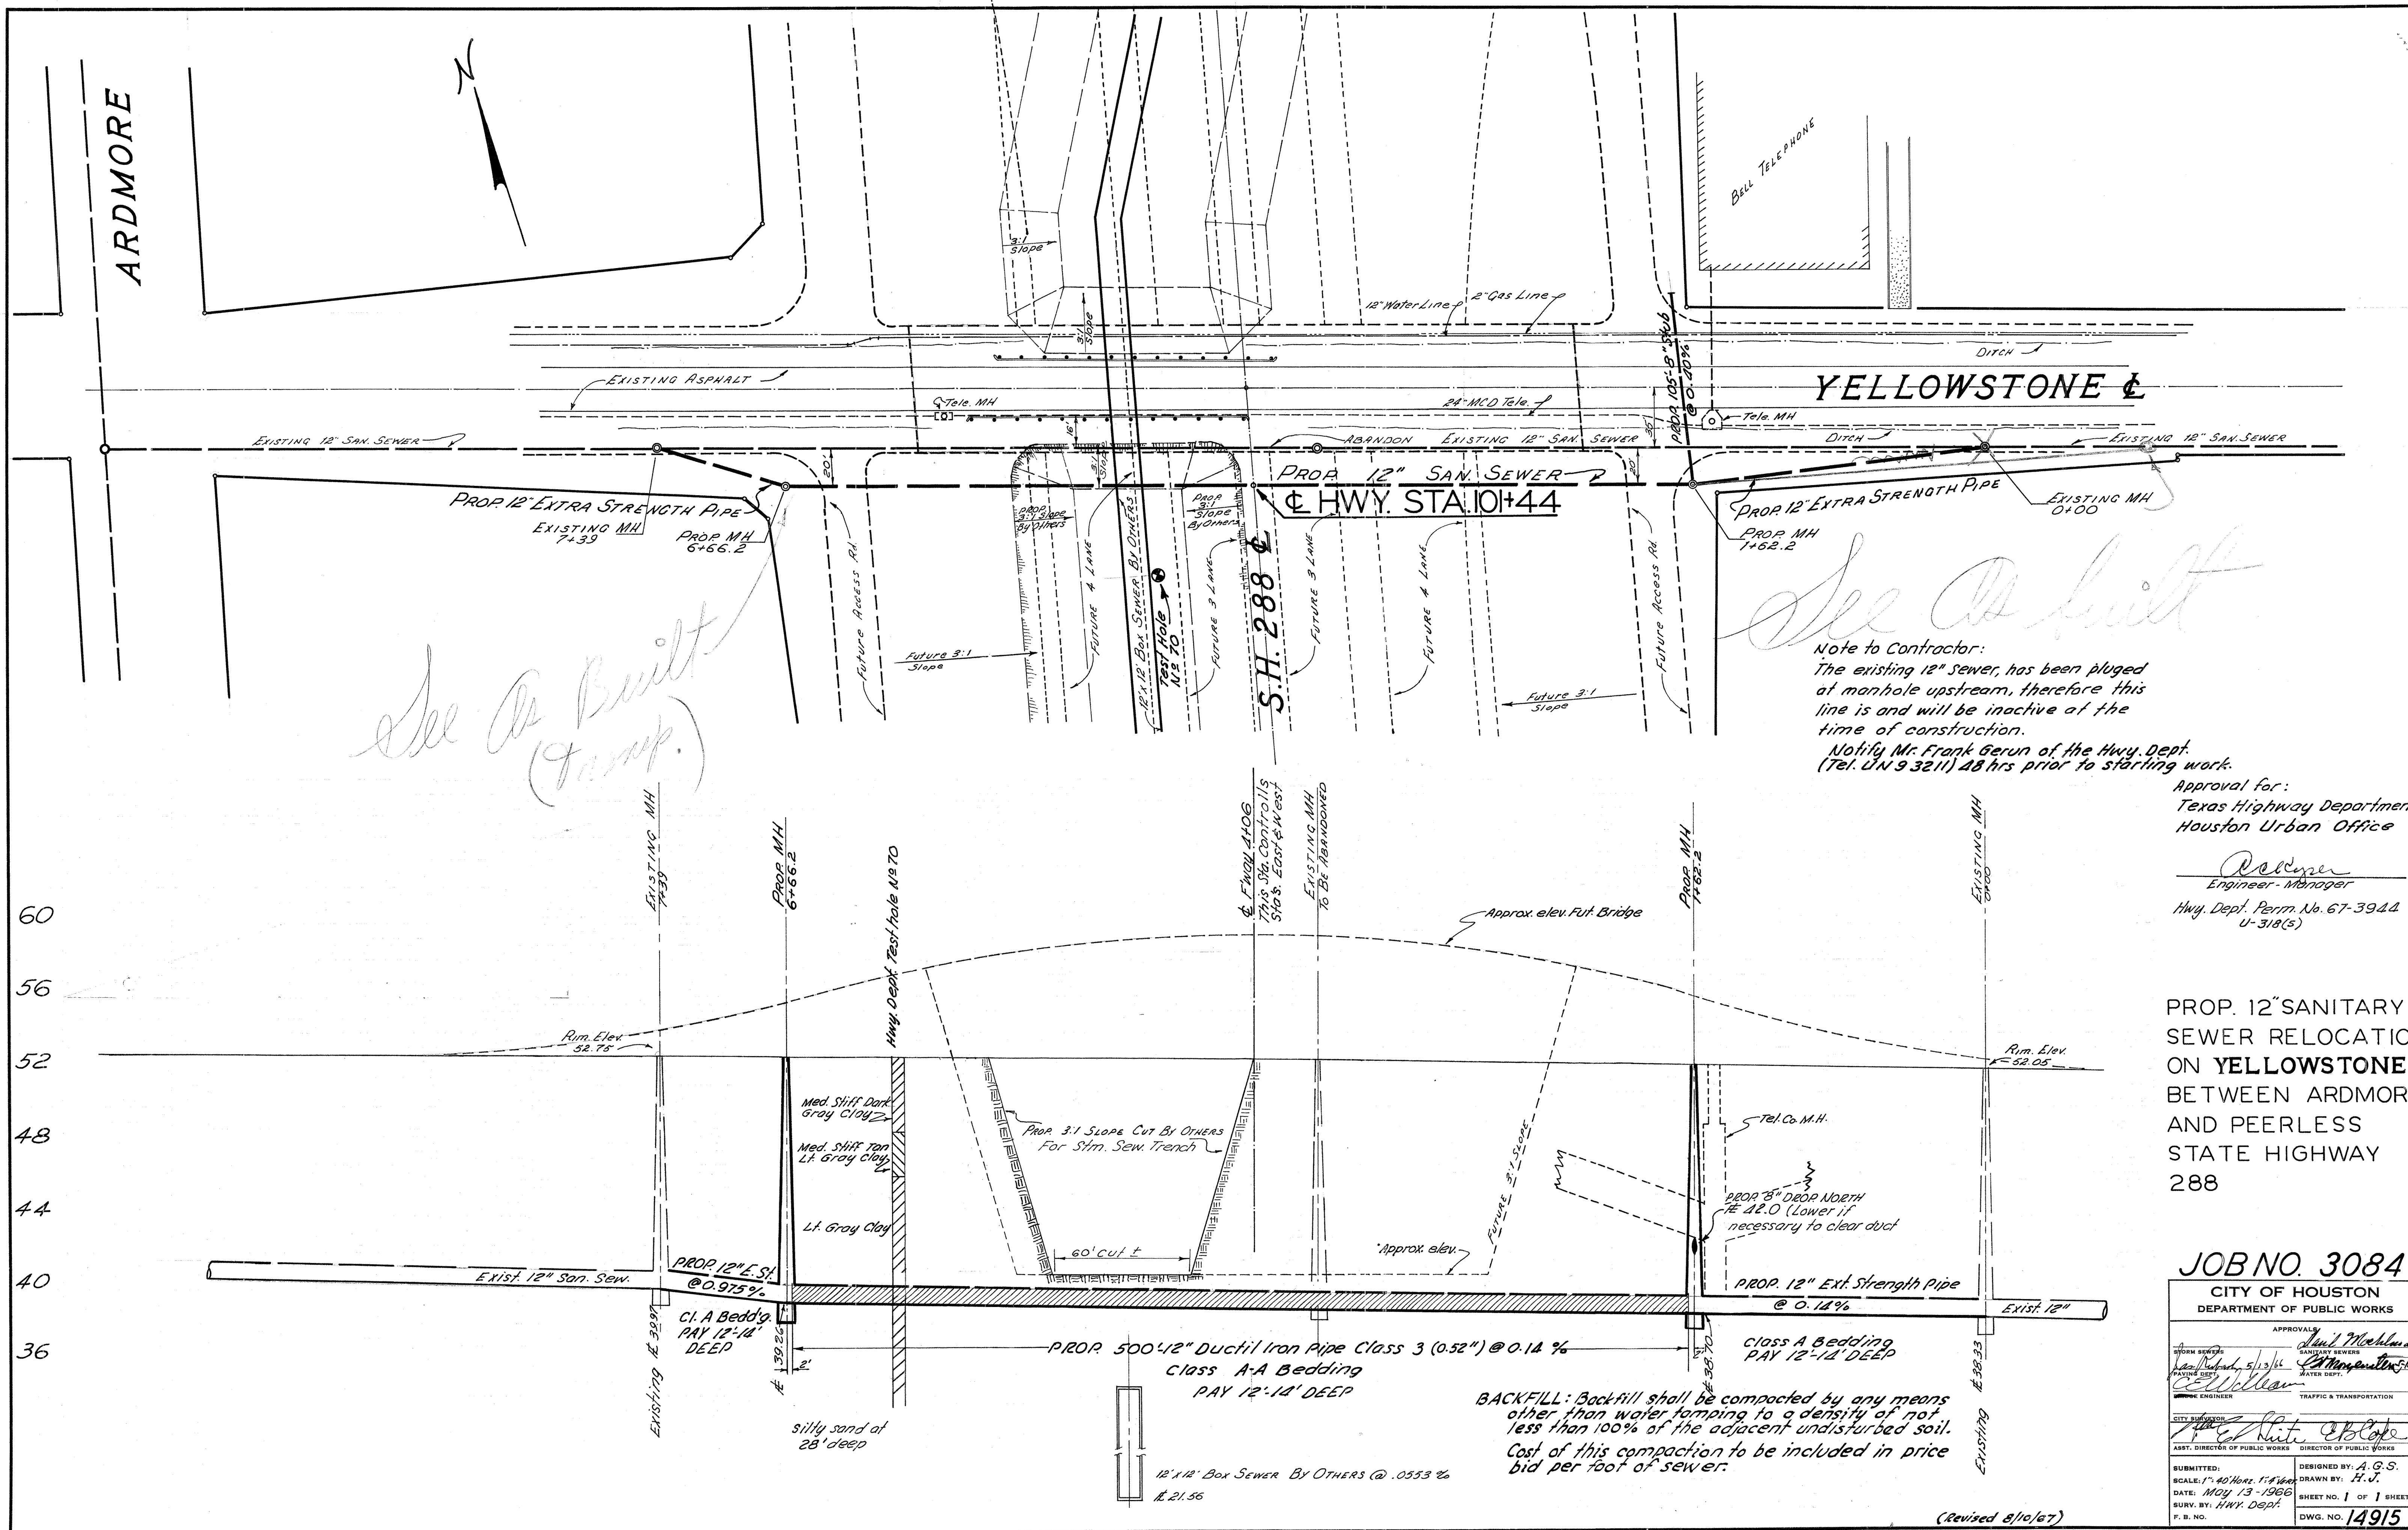 ARDMORE
N
3:1
Slope
3:1
Slope
12" Water Line
2" Gas Line
BELL TELEPHONE
PROP. 105'-8" Stub
@ 0.40%
DITCH
EXISTING ASPHALT
YELLOWSTONE ℄
Tele. MH
24-MCD Tele.
Tele. MH
EXISTING 12" SAN. SEWER
16'
ABANDON EXISTING 12" SAN. SEWER
35'
DITCH
EXISTING 12" SAN. SEWER
20'
3:1
Slope
PROP. 12" SAN. SEWER
20'
℄ HWY. STA. 101+44
PROP. 12" EXTRA STRENGTH PIPE
EXISTING MH
7+39
PROP. MH
6+66.2
PROP.
3:1 Slope
By Others
PROP.
3:1
Slope
By Others
PROP. 12" EXTRA STRENGTH PIPE
EXISTING MH
0+00
PROP. MH
1+62.2
Future Access Rd.
Future 3:1
Slope
FUTURE 4 LANE
12'x12' BOX SEWER BY OTHERS
Test Hole
Nº 70
FUTURE 3 LANE
S.H. 288 ℄
FUTURE 3 LANE
FUTURE 4 LANE
Future 3:1
Slope
Future Access Rd.
See As Built
See As Built
Note to Contractor:
The existing 12" sewer, has been pluged
at manhole upstream, therefore this
line is and will be inactive at the
time of construction.
Notify Mr. Frank Gerun of the Hwy. Dept.
(Tel. UN 9 3211) 48 hrs prior to starting work.
Approval for:
Texas Highway Departmen
Houston Urban Office
Engineer-Manager
Hwy. Dept. Perm. No. 67-3944
U-318(5)
EXISTING MH
7+39
PROP. MH
6+66.2
Hwy. Dept. Test hole Nº 70
℄ F'way 4+06
This Sta. Controlls
Sta's. East & West
EXISTING MH
TO BE ABANDONED
PROP. MH
1+62.2
EXISTING MH
0+00
60
56
52
48
44
40
36
Approx. elev. Fut. Bridge
Rim. Elev.
52.75
Rim. Elev.
52.05
Med. Stiff Dark
Gray Clay
Med. Stiff Tan
Lt. Gray Clay
Lt. Gray Clay
PROP. 3:1 SLOPE CUT BY OTHERS
For Stm. Sew. Trench
60' Cut ±
Approx. elev.
FUTURE 3:1 SLOPE
Tel. Co. M.H.
PROP. 8" DROP NORTH
℄ 42.0 (Lower if
necessary to clear duct
Exist. 12" San. Sew.
PROP. 12" E.St.
@ 0.975%
PROP. 12" Ext. Strength Pipe
@ 0.14%
Exist. 12"
Cl. A Bedd'g.
PAY 12'-14'
DEEP
Existing ℄ 39.97
℄ 39.26
2'
PROP. 500'-12" Ductil Iron Pipe Class 3 (0.52") @ 0.14 %
Class A-A Bedding
PAY 12'-14' DEEP
2'
℄ 38.70
Class A Bedding
PAY 12'-14' DEEP
Existing ℄ 38.33
silty sand at
28' deep
12'x12' BOX SEWER BY OTHERS @ .0553 %
℄ 21.56
BACKFILL: Backfill shall be compacted by any means
other than water tamping to a density of not
less than 100% of the adjacent undisturbed soil.
Cost of this compaction to be included in price
bid per foot of sewer.
(Revised 8/10/67)
PROP. 12" SANITARY
SEWER RELOCATIO
ON YELLOWSTONE
BETWEEN ARDMOR
AND PEERLESS
STATE HIGHWAY
288
JOB NO. 3084
CITY OF HOUSTON
DEPARTMENT OF PUBLIC WORKS
APPROVALS
STORM SEWERS
SANITARY SEWERS
5/13/66
PAVING DEPT.
WATER DEPT.
ENGINEER
TRAFFIC & TRANSPORTATION
CITY SURVEYOR
ASST. DIRECTOR OF PUBLIC WORKS
DIRECTOR OF PUBLIC WORKS
SUBMITTED:
DESIGNED BY: A.G.S.
SCALE: 1": 40' HORZ. 1":4' VERT.
DRAWN BY: H.J.
DATE: May 13-1966
SHEET NO. 1 OF 1 SHEET
SURV. BY: HWY. Dept.
F. B. NO.
DWG. NO. 14915